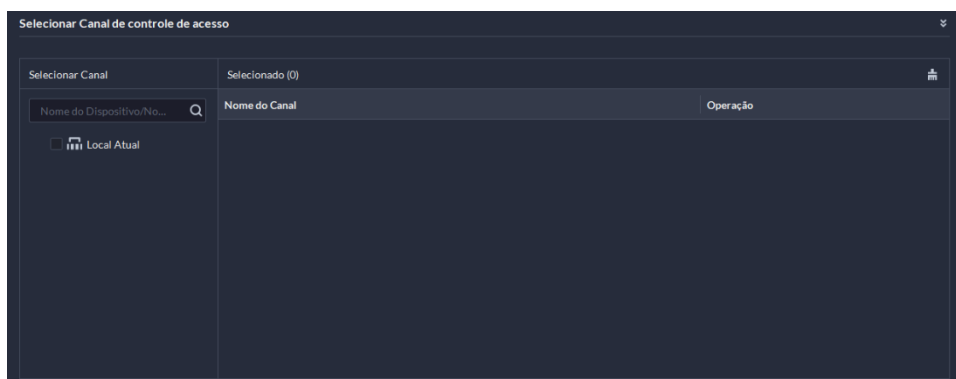 Selecionar Canal de controle de acesso
Selecionar Canal
Selecionado (0)
Nome do Dispositivo/No...
Nome do Canal
Operação
Local Atual